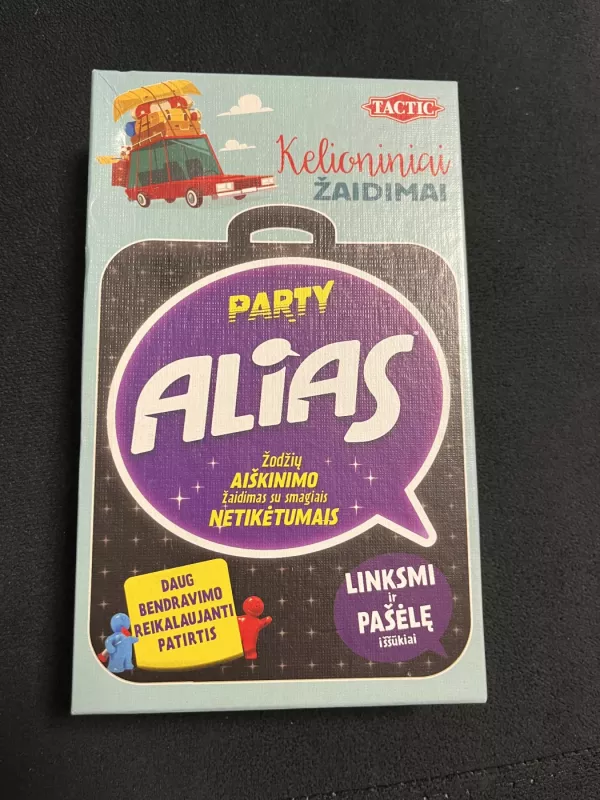 TACTIC
Kelioniniai
ŽAIDIMAI
PARTY
ALIAS
Žodžių
AIŠKINIMO
Žaidimas su smagiais
NETIKĖTUMAIS
DAUG
BENDRAVIMO
REIKALAUJANTI
PATIRTIS
LINKSMI
ir
PAŠĖLĘ
iššūkiai